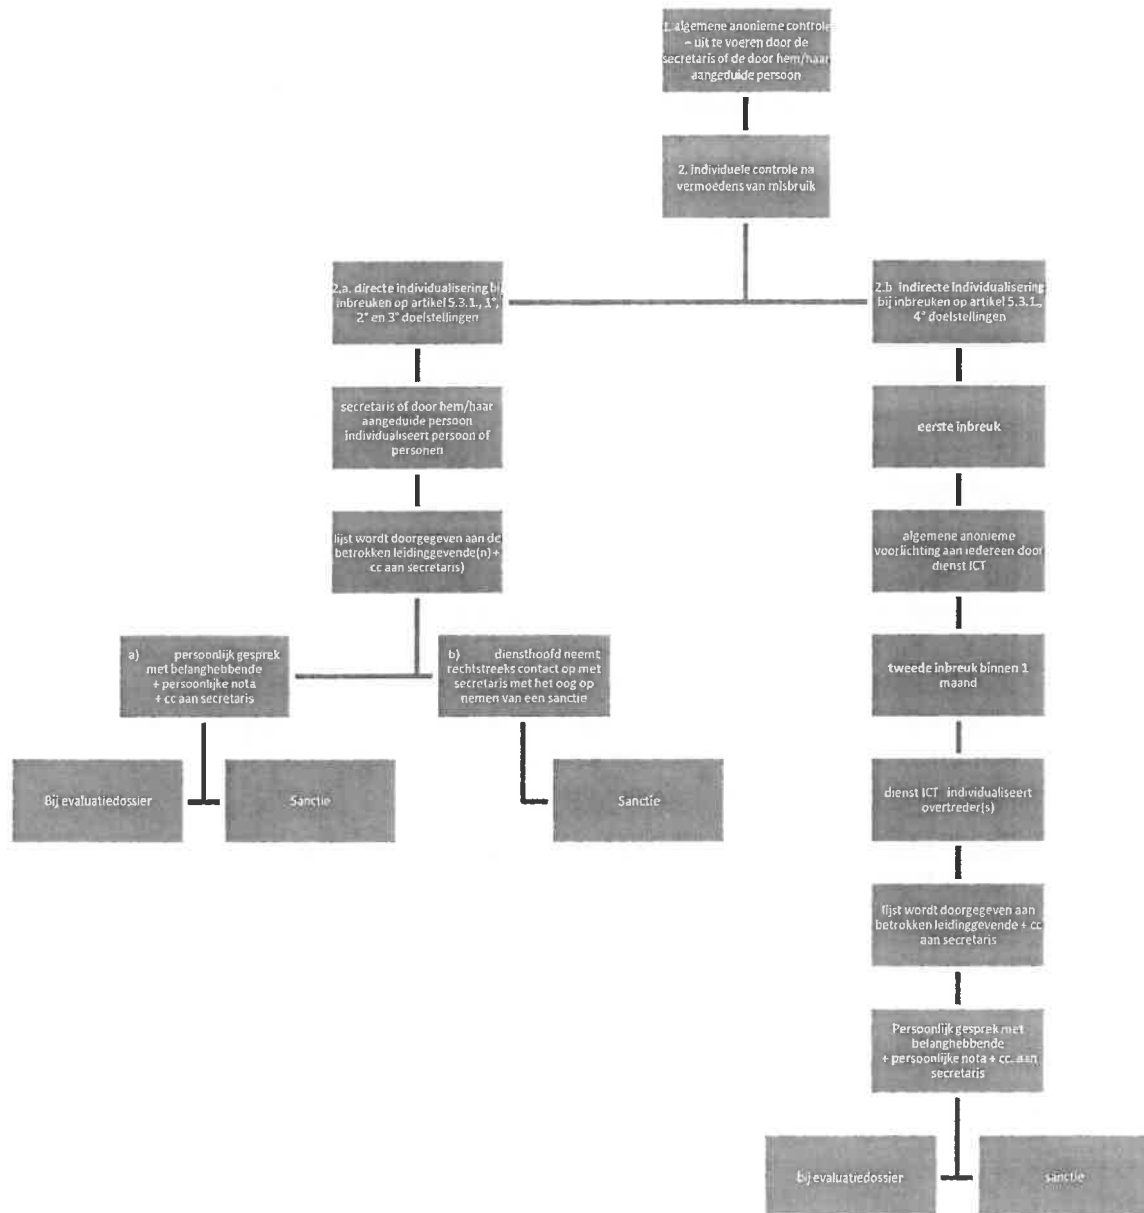 1. algemene anonieme controle
– uit te voeren door de
secretaris of de door hem/haar
aangeduide persoon
2. individuele controle na
vermoedens van misbruik
2.a. directe individualisering bij
inbreuken op artikel 5.3.1., 1°,
2° en 3° doelstellingen
2.b indirecte individualisering
bij inbreuken op artikel 5.3.1.,
4° doelstellingen
secretaris of door hem/haar
aangeduide persoon
individualiseert persoon of
personen
eerste inbreuk
lijst wordt doorgegeven aan de
betrokken leidinggevende(n) +
cc aan secretaris)
algemene anonieme
voorlichting aan iedereen door
dienst ICT
a) persoonlijk gesprek
met belanghebbende
+ persoonlijke nota
+ cc aan secretaris
b) diensthoofd neemt
rechtstreeks contact op met
secretaris met het oog op
nemen van een sanctie
tweede inbreuk binnen 1
maand
Bij evaluatiedossier
Sanctie
Sanctie
dienst ICT individualiseert
overtreder(s)
lijst wordt doorgegeven aan
betrokken leidinggevende + cc
aan secretaris
Persoonlijk gesprek met
belanghebbende
+ persoonlijke nota + cc. aan
secretaris
bij evaluatiedossier
sanctie